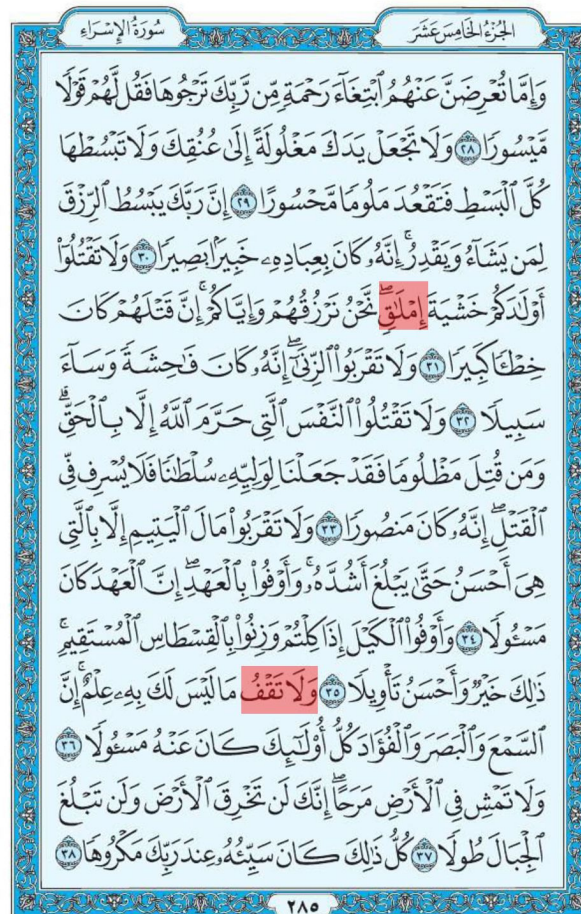 سُورَةُ الإِسْرَاءِ
الجُزْءُ الخَامِسَ عَشَرَ
وَإِمَّا تُعْرِضَنَّ عَنْهُمُ ٱبْتِغَآءَ رَحْمَةٍ مِّن رَّبِّكَ تَرْجُوهَا فَقُل لَّهُمْ قَوْلًا
مَّيْسُورًا ٢٨ وَلَا تَجْعَلْ يَدَكَ مَغْلُولَةً إِلَىٰ عُنُقِكَ وَلَا تَبْسُطْهَا
كُلَّ ٱلْبَسْطِ فَتَقْعُدَ مَلُومًا مَّحْسُورًا ٢٩ إِنَّ رَبَّكَ يَبْسُطُ ٱلرِّزْقَ
لِمَن يَشَآءُ وَيَقْدِرُ ۚ إِنَّهُۥ كَانَ بِعِبَادِهِۦ خَبِيرًۢا بَصِيرًا ٣٠ وَلَا تَقْتُلُوٓا۟
أَوْلَـٰدَكُمْ خَشْيَةَ إِمْلَـٰقٍ ۖ نَّحْنُ نَرْزُقُهُمْ وَإِيَّاكُمْ ۚ إِنَّ قَتْلَهُمْ كَانَ
خِطْـًٔا كَبِيرًا ٣١ وَلَا تَقْرَبُوا۟ ٱلزِّنَىٰٓ ۖ إِنَّهُۥ كَانَ فَـٰحِشَةً وَسَآءَ
سَبِيلًا ٣٢ وَلَا تَقْتُلُوا۟ ٱلنَّفْسَ ٱلَّتِى حَرَّمَ ٱللَّهُ إِلَّا بِٱلْحَقِّ ۗ
وَمَن قُتِلَ مَظْلُومًا فَقَدْ جَعَلْنَا لِوَلِيِّهِۦ سُلْطَـٰنًا فَلَا يُسْرِف فِّى
ٱلْقَتْلِ ۖ إِنَّهُۥ كَانَ مَنصُورًا ٣٣ وَلَا تَقْرَبُوا۟ مَالَ ٱلْيَتِيمِ إِلَّا بِٱلَّتِى
هِىَ أَحْسَنُ حَتَّىٰ يَبْلُغَ أَشُدَّهُۥ ۚ وَأَوْفُوا۟ بِٱلْعَهْدِ ۖ إِنَّ ٱلْعَهْدَ كَانَ
مَسْـُٔولًا ٣٤ وَأَوْفُوا۟ ٱلْكَيْلَ إِذَا كِلْتُمْ وَزِنُوا۟ بِٱلْقِسْطَاسِ ٱلْمُسْتَقِيمِ ۚ
ذَٰلِكَ خَيْرٌ وَأَحْسَنُ تَأْوِيلًا ٣٥ وَلَا تَقْفُ مَا لَيْسَ لَكَ بِهِۦ عِلْمٌ ۚ إِنَّ
ٱلسَّمْعَ وَٱلْبَصَرَ وَٱلْفُؤَادَ كُلُّ أُو۟لَـٰٓئِكَ كَانَ عَنْهُ مَسْـُٔولًا ٣٦
وَلَا تَمْشِ فِى ٱلْأَرْضِ مَرَحًا ۖ إِنَّكَ لَن تَخْرِقَ ٱلْأَرْضَ وَلَن تَبْلُغَ
ٱلْجِبَالَ طُولًا ٣٧ كُلُّ ذَٰلِكَ كَانَ سَيِّئُهُۥ عِندَ رَبِّكَ مَكْرُوهًا ٣٨
٢٨٥